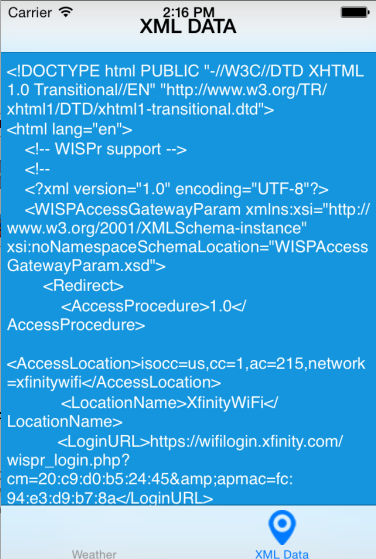 Carrier 2:16 PM
XML DATA
<!DOCTYPE html PUBLIC "-//W3C//DTD XHTML
1.0 Transitional//EN" "http://www.w3.org/TR/
xhtml1/DTD/xhtml1-transitional.dtd">
<html lang="en">
<!-- WISPr support -->
<!--
<?xml version="1.0" encoding="UTF-8"?>
<WISPAccessGatewayParam xmlns:xsi="http://
www.w3.org/2001/XMLSchema-instance"
xsi:noNamespaceSchemaLocation="WISPAccess
GatewayParam.xsd">
<Redirect>
<AccessProcedure>1.0</
AccessProcedure>
<AccessLocation>isocc=us,cc=1,ac=215,network
=xfinitywifi</AccessLocation>
<LocationName>XfinityWiFi</
LocationName>
<LoginURL>https://wifilogin.xfinity.com/
wispr_login.php?
cm=20:c9:d0:b5:24:45&amp;apmac=fc:
94:e3:d9:b7:8a</LoginURL>
Weather XML Data